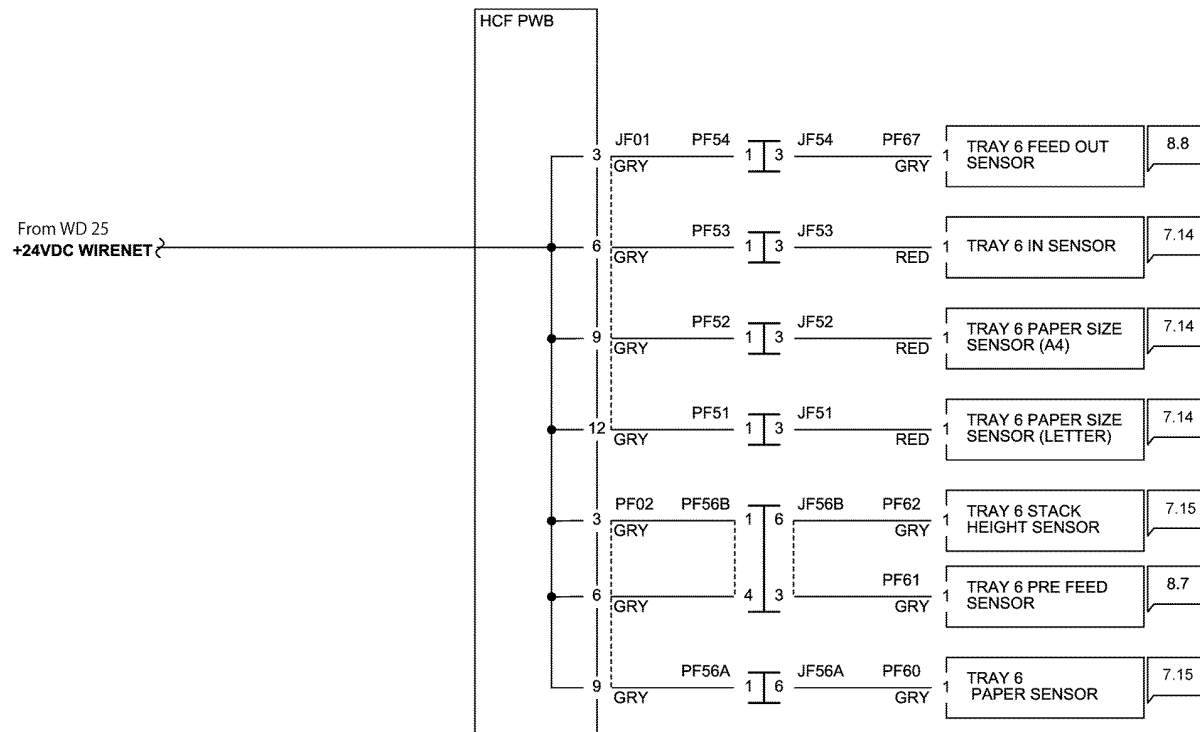 HCF PWB
JF01 PF54 JF54 PF67
3 1 3 1
GRY GRY
TRAY 6 FEED OUT
SENSOR
8.8
From WD 25
+24VDC WIRENET
PF53 JF53
6 1 3 1
GRY RED
TRAY 6 IN SENSOR
7.14
PF52 JF52
9 1 3 1
GRY RED
TRAY 6 PAPER SIZE
SENSOR (A4)
7.14
PF51 JF51
12 1 3 1
GRY RED
TRAY 6 PAPER SIZE
SENSOR (LETTER)
7.14
PF02 PF56B JF56B PF62
3 1 6 1
GRY GRY
TRAY 6 STACK
HEIGHT SENSOR
7.15
PF61
6 4 3 1
GRY GRY
TRAY 6 PRE FEED
SENSOR
8.7
PF56A JF56A PF60
9 1 6 1
GRY GRY
TRAY 6
PAPER SENSOR
7.15